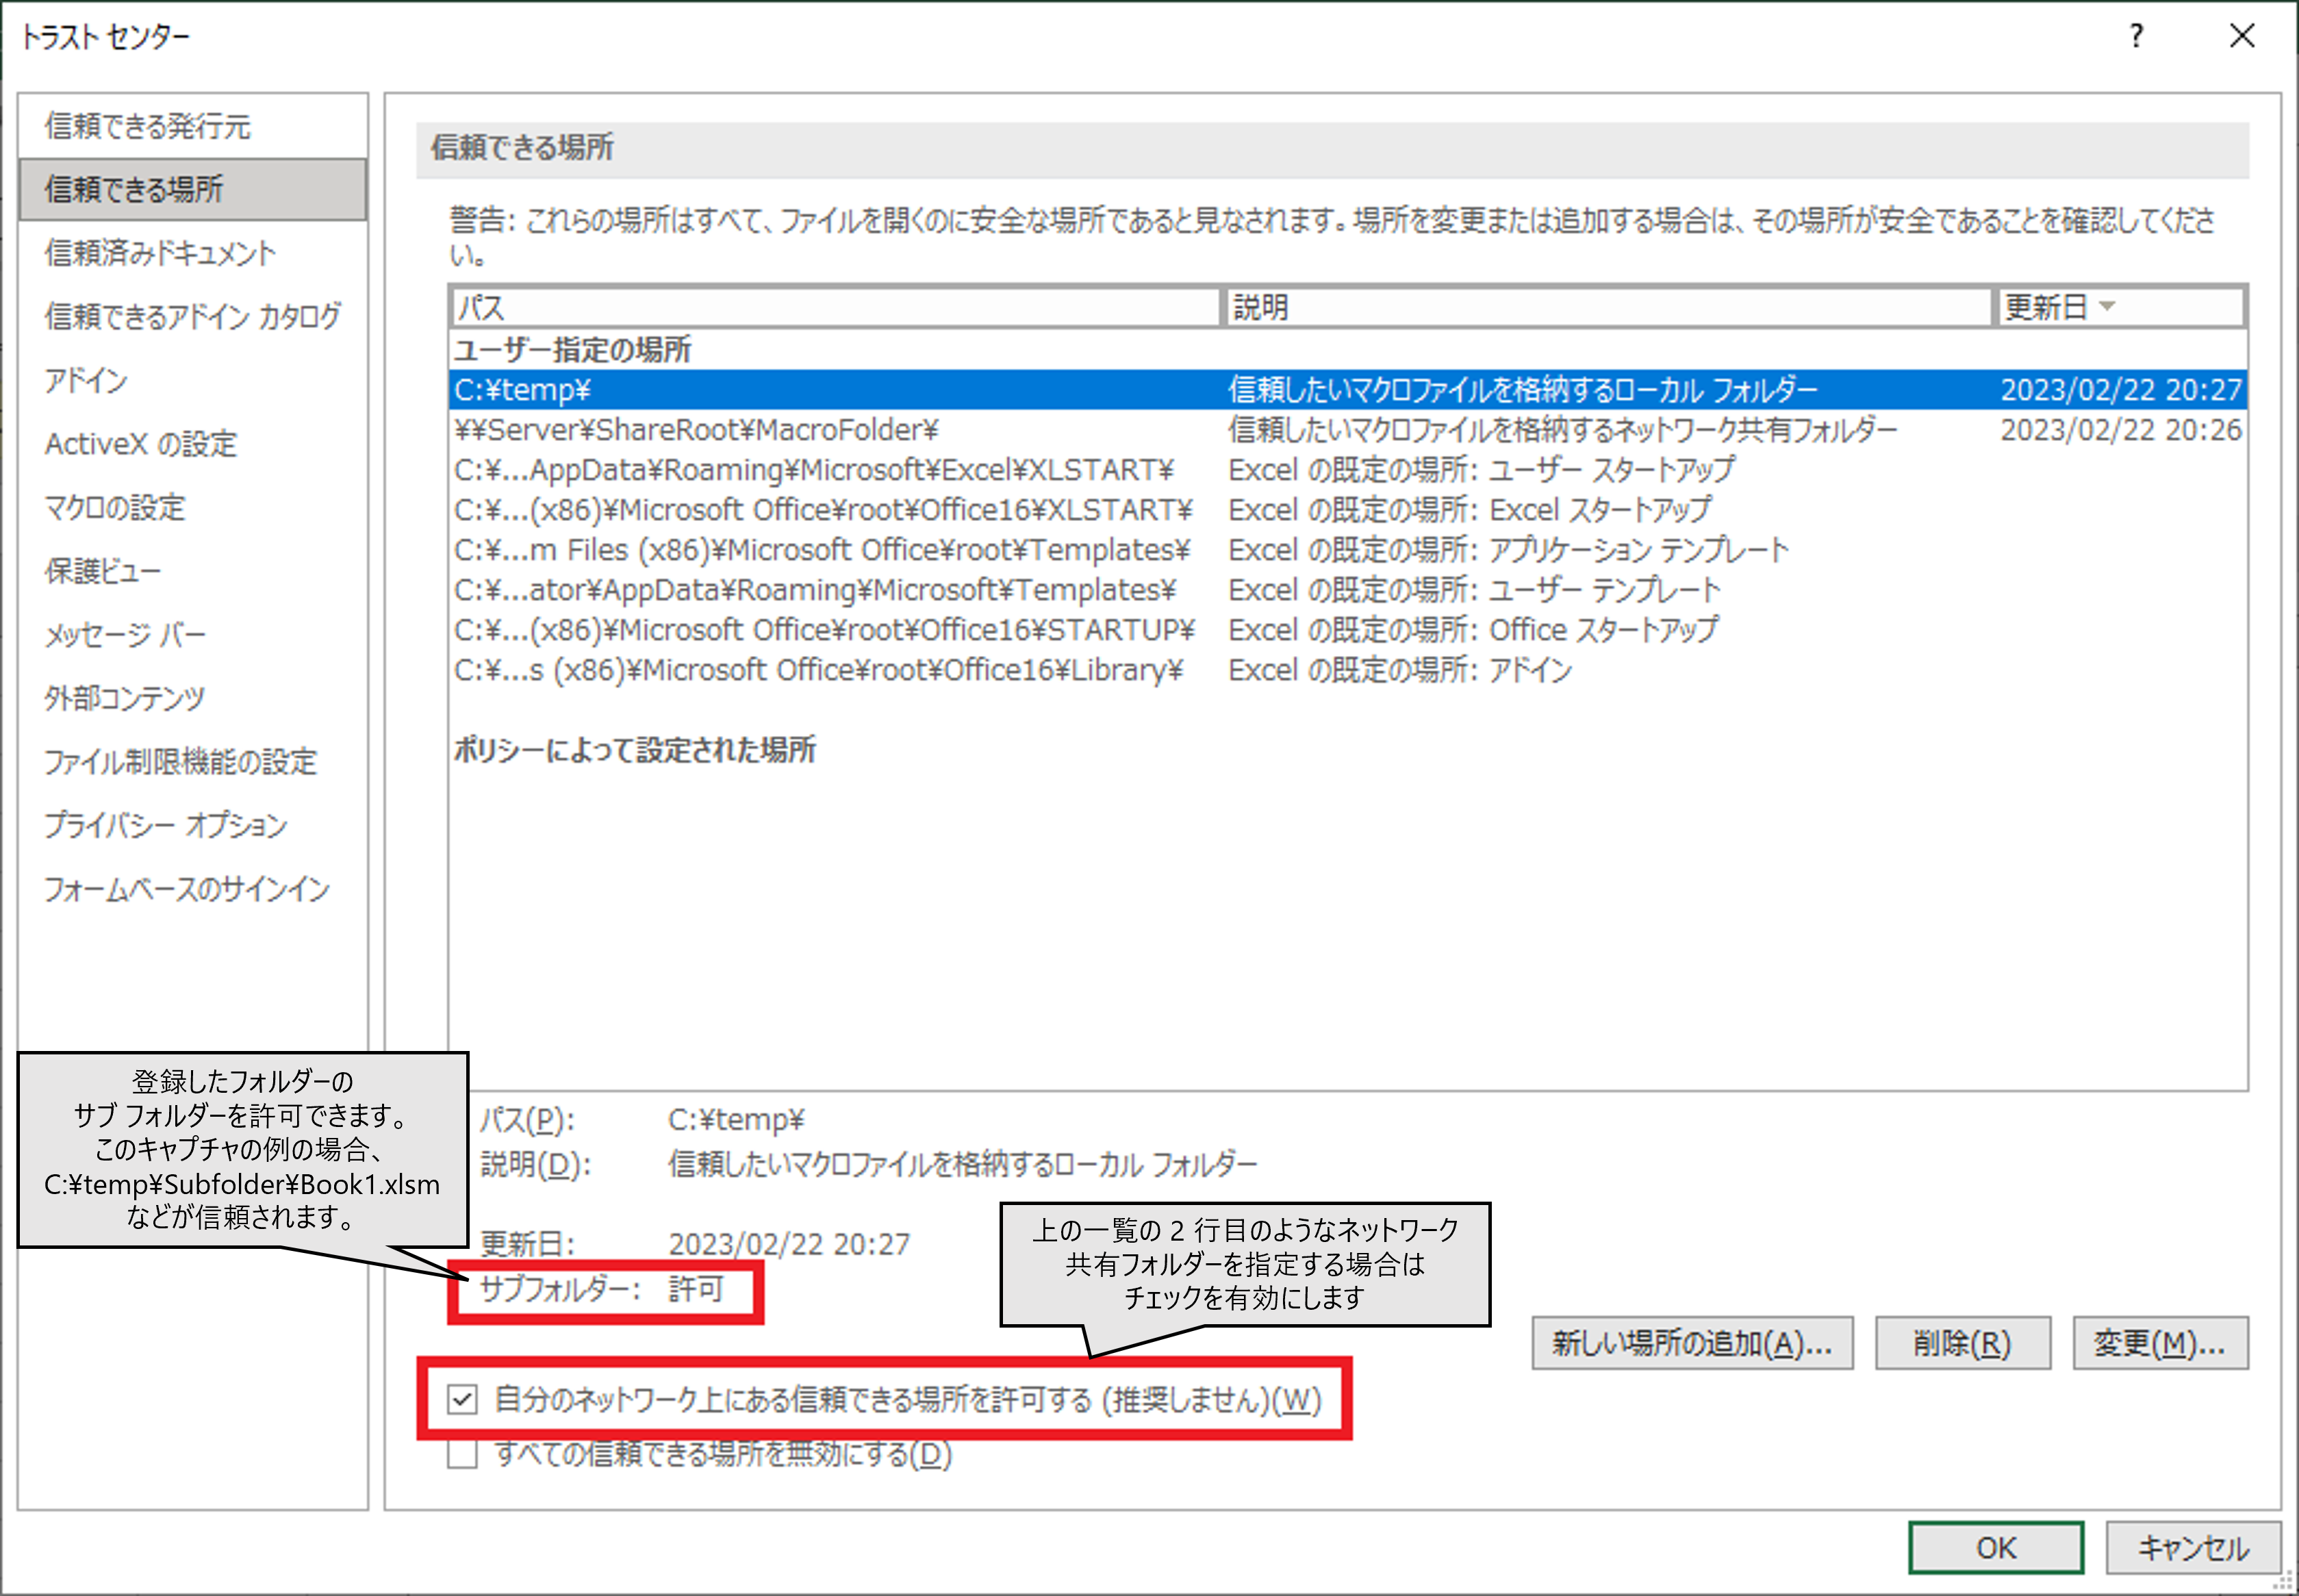 トラスト センター
?
信頼できる発行元
信頼できる場所
信頼済みドキュメント
信頼できるアドイン カタログ
アドイン
ActiveX の設定
マクロの設定
保護ビュー
メッセージ バー
外部コンテンツ
ファイル制限機能の設定
プライバシー オプション
フォームベースのサインイン
信頼できる場所
警告: これらの場所はすべて、ファイルを開くのに安全な場所であると見なされます。場所を変更または追加する場合は、その場所が安全であることを確認してくださ
い。
パス 説明 更新日
ユーザー指定の場所
C:¥temp¥ 信頼したいマクロファイルを格納するローカル フォルダー 2023/02/22 20:27
¥¥Server¥ShareRoot¥MacroFolder¥ 信頼したいマクロファイルを格納するネットワーク共有フォルダー 2023/02/22 20:26
C:¥...AppData¥Roaming¥Microsoft¥Excel¥XLSTART¥ Excel の既定の場所: ユーザー スタートアップ
C:¥...(x86)¥Microsoft Office¥root¥Office16¥XLSTART¥ Excel の既定の場所: Excel スタートアップ
C:¥...m Files (x86)¥Microsoft Office¥root¥Templates¥ Excel の既定の場所: アプリケーション テンプレート
C:¥...ator¥AppData¥Roaming¥Microsoft¥Templates¥ Excel の既定の場所: ユーザー テンプレート
C:¥...(x86)¥Microsoft Office¥root¥Office16¥STARTUP¥ Excel の既定の場所: Office スタートアップ
C:¥...s (x86)¥Microsoft Office¥root¥Office16¥Library¥ Excel の既定の場所: アドイン
ポリシーによって設定された場所
登録したフォルダーの
サブ フォルダーを許可できます。
このキャプチャの例の場合、
C:¥temp¥Subfolder¥Book1.xlsm
などが信頼されます。
パス(P): C:¥temp¥
説明(D): 信頼したいマクロファイルを格納するローカル フォルダー
更新日: 2023/02/22 20:27
サブフォルダー: 許可
上の一覧の 2 行目のようなネットワーク
共有フォルダーを指定する場合は
チェックを有効にします
新しい場所の追加(A)... 削除(R) 変更(M)...
自分のネットワーク上にある信頼できる場所を許可する (推奨しません)(W)
すべての信頼できる場所を無効にする(D)
OK キャンセル